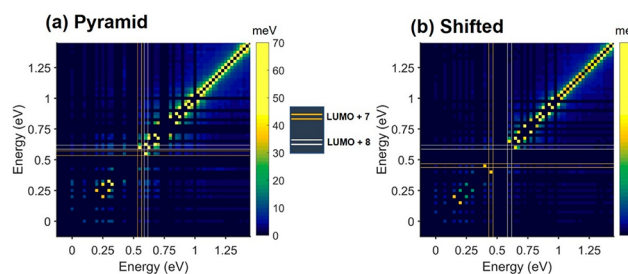 (a) Pyramid
meV
70
60
50
40
30
20
10
0
1.25
1
0.75
0.5
0.25
0
Energy (eV)
0 0.25 0.5 0.75 1 1.25
Energy (eV)
LUMO + 7
LUMO + 8
(b) Shifted
me
1.25
1
0.75
0.5
0.25
0
Energy (eV)
0 0.25 0.5 0.75 1 1.25
Energy (eV)